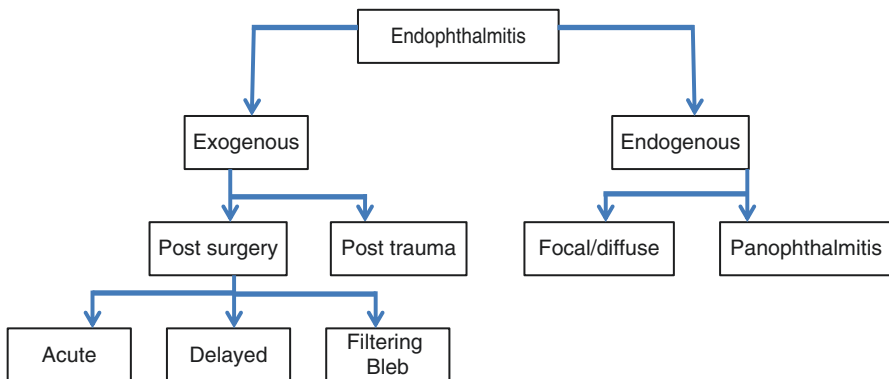 Endophthalmitis
Exogenous
Endogenous
Post surgery
Post trauma
Focal/diffuse
Panophthalmitis
Acute
Delayed
Filtering
Bleb